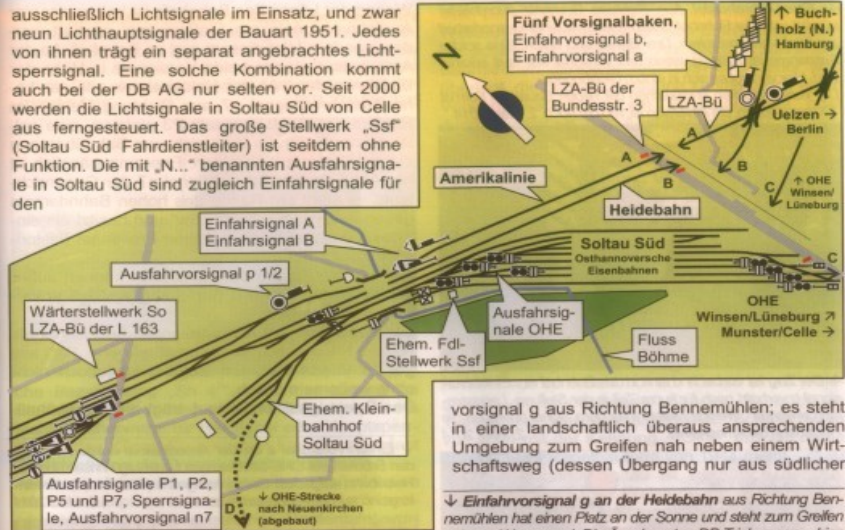 ausschließlich Lichtsignale im Einsatz, und zwar
neun Lichthauptsignale der Bauart 1951. Jedes
von ihnen trägt ein separat angebrachtes Licht-
sperrsignal. Eine solche Kombination kommt
auch bei der DB AG nur selten vor. Seit 2000
werden die Lichtsignale in Soltau Süd von Celle
aus ferngesteuert. Das große Stellwerk „Ssf"
(Soltau Süd Fahrdienstleiter) ist seitdem ohne
Funktion. Die mit „N..." benannten Ausfahrsigna-
le in Soltau Süd sind zugleich Einfahrsignale für
den
N
Fünf Vorsignalbaken,
Einfahrvorsignal b,
Einfahrvorsignal a
↑ Buch-
holz (N.)
Hamburg
LZA-Bü der
Bundesstr. 3
LZA-Bü
Uelzen →
Berlin
A
A
B
B
C
↑ OHE
Winsen/
Lüneburg
Amerikalinie
Heidebahn
Einfahrsignal A
Einfahrsignal B
Soltau Süd
Osthannoversche
Eisenbahnen
C
Ausfahrvorsignal p 1/2
Wärterstellwerk So
LZA-Bü der L 163
Ausfahrsig-
nale OHE
OHE
Winsen/Lüneburg ↗
Munster/Celle →
Ehem. Fdl-
Stellwerk Ssf
Fluss
Böhme
Ehem. Klein-
bahnhof
Soltau Süd
Ausfahrsignale P1, P2,
P5 und P7, Sperrsigna-
le, Ausfahrvorsignal n7
D
↓ OHE-Strecke
nach Neuenkirchen
(abgebaut)
vorsignal g aus Richtung Bennemühlen; es steht
in einer landschaftlich überaus ansprechenden
Umgebung zum Greifen nah neben einem Wirt-
schaftsweg (dessen Übergang nur aus südlicher
↓ Einfahrvorsignal g an der Heidebahn aus Richtung Ben-
nemühlen hat einen Platz an der Sonne und steht zum Greifen